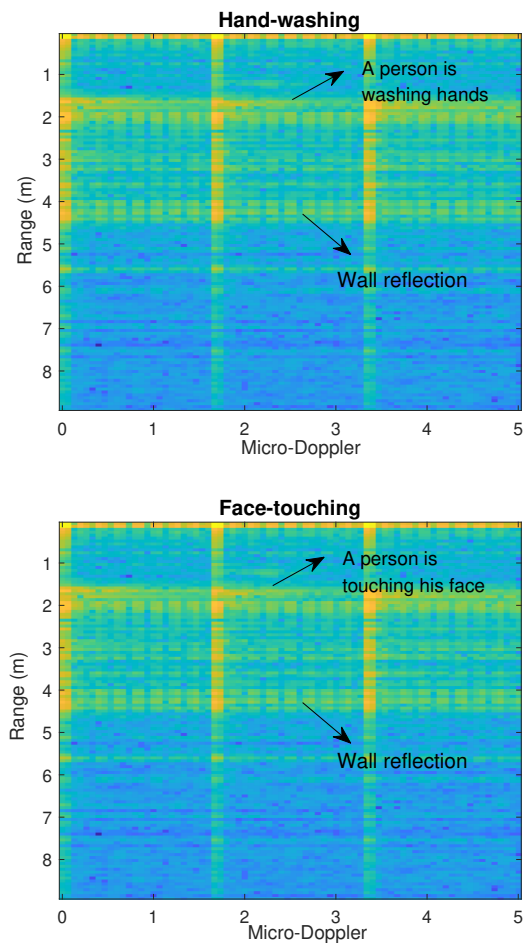 Hand-washing
A person is
washing hands
Wall reflection
Range (m)
1
2
3
4
5
6
7
8
0 1 2 3 4 5
Micro-Doppler
Face-touching
A person is
touching his face
Wall reflection
Range (m)
1
2
3
4
5
6
7
8
0 1 2 3 4 5
Micro-Doppler